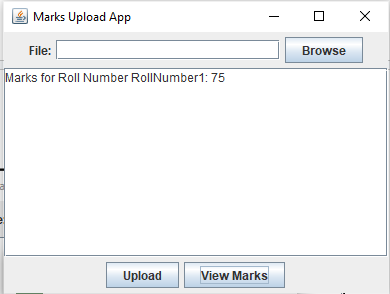 Marks Upload App
File: Browse
Marks for Roll Number RollNumber1: 75
Upload View Marks